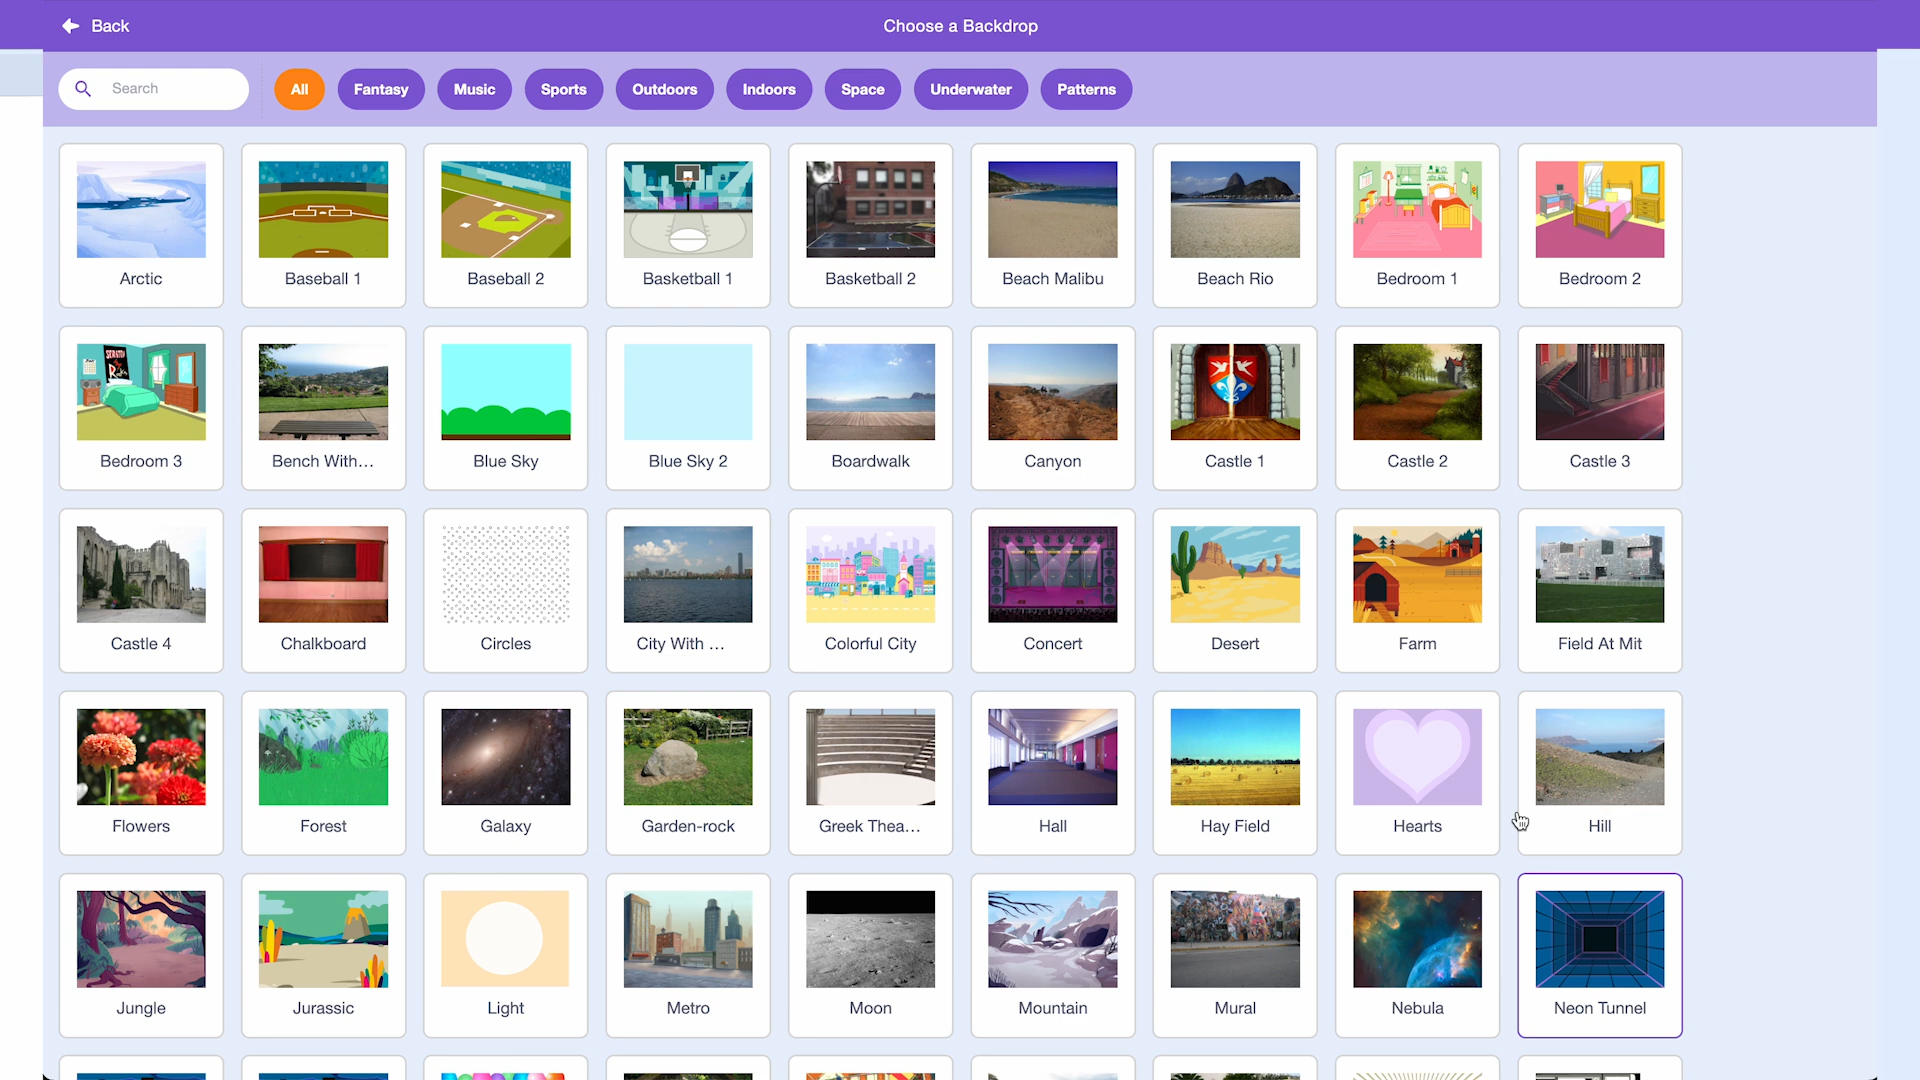 Back
Choose a Backdrop
Search
All
Fantasy
Music
Sports
Outdoors
Indoors
Space
Underwater
Patterns
Arctic
Baseball 1
Baseball 2
Basketball 1
Basketball 2
Beach Malibu
Beach Rio
Bedroom 1
Bedroom 2
Bedroom 3
Bench With...
Blue Sky
Blue Sky 2
Boardwalk
Canyon
Castle 1
Castle 2
Castle 3
Castle 4
Chalkboard
Circles
City With ...
Colorful City
Concert
Desert
Farm
Field At Mit
Flowers
Forest
Galaxy
Garden-rock
Greek Thea...
Hall
Hay Field
Hearts
Hill
Jungle
Jurassic
Light
Metro
Moon
Mountain
Mural
Nebula
Neon Tunnel